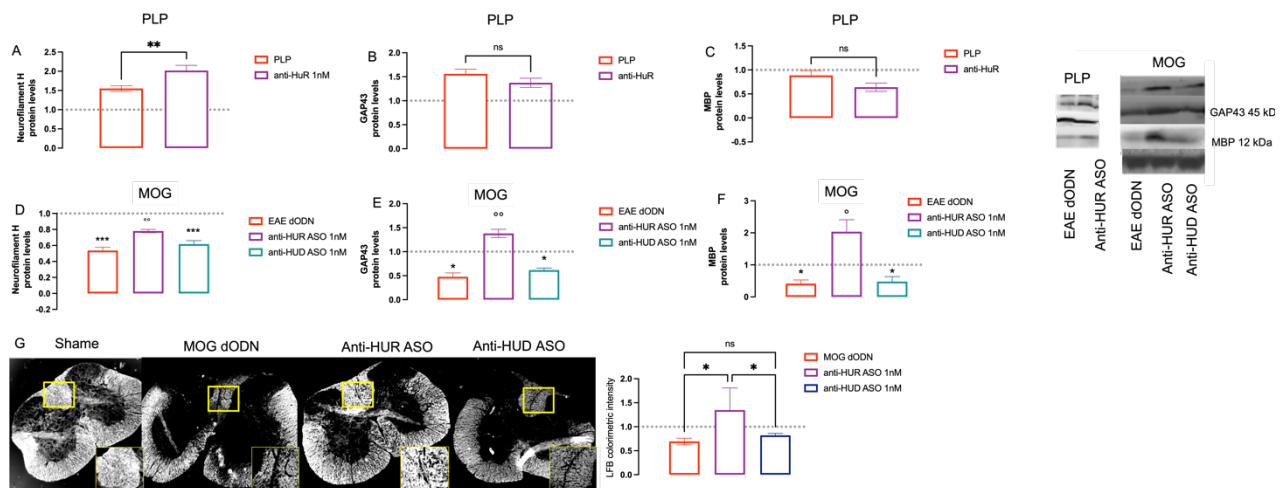 PLP
A
Neurofilament H
protein levels
2.5
2.0
1.5
1.0
0.5
0.0
**
PLP
anti-HuR 1nM
PLP
B
GAP43
protein levels
2.5
2.0
1.5
1.0
0.5
0.0
ns
PLP
anti-HuR
PLP
C
MBP
protein levels
1.5
1.0
0.5
0.0
-0.5
ns
PLP
anti-HuR
PLP
MOG
GAP43 45 kD
MBP 12 kDa
EAE dODN
Anti-HUR ASO
EAE dODN
Anti-HUR ASO
Anti-HUD ASO
MOG
D
Neurofilament H
protein levels
1.0
0.8
0.6
0.4
0.2
0.0
-0.2
***
°°
***
EAE dODN
anti-HUR ASO 1nM
anti-HUD ASO 1nM
MOG
E
GAP43
protein levels
2.0
1.5
1.0
0.5
0.0
*
°°
*
EAE dODN
anti-HUR ASO 1nM
anti-HUD ASO 1nM
MOG
F
MBP
protein levels
3
2
1
0
*
°
*
EAE dODN
anti-HUR ASO 1nM
anti-HUD ASO 1nM
G
Shame
MOG dODN
Anti-HUR ASO
Anti-HUD ASO
LFB colorimetric intensity
2.0
1.5
1.0
0.5
0.0
ns
*
*
MOG dODN
anti-HUR ASO 1nM
anti-HUD ASO 1nM